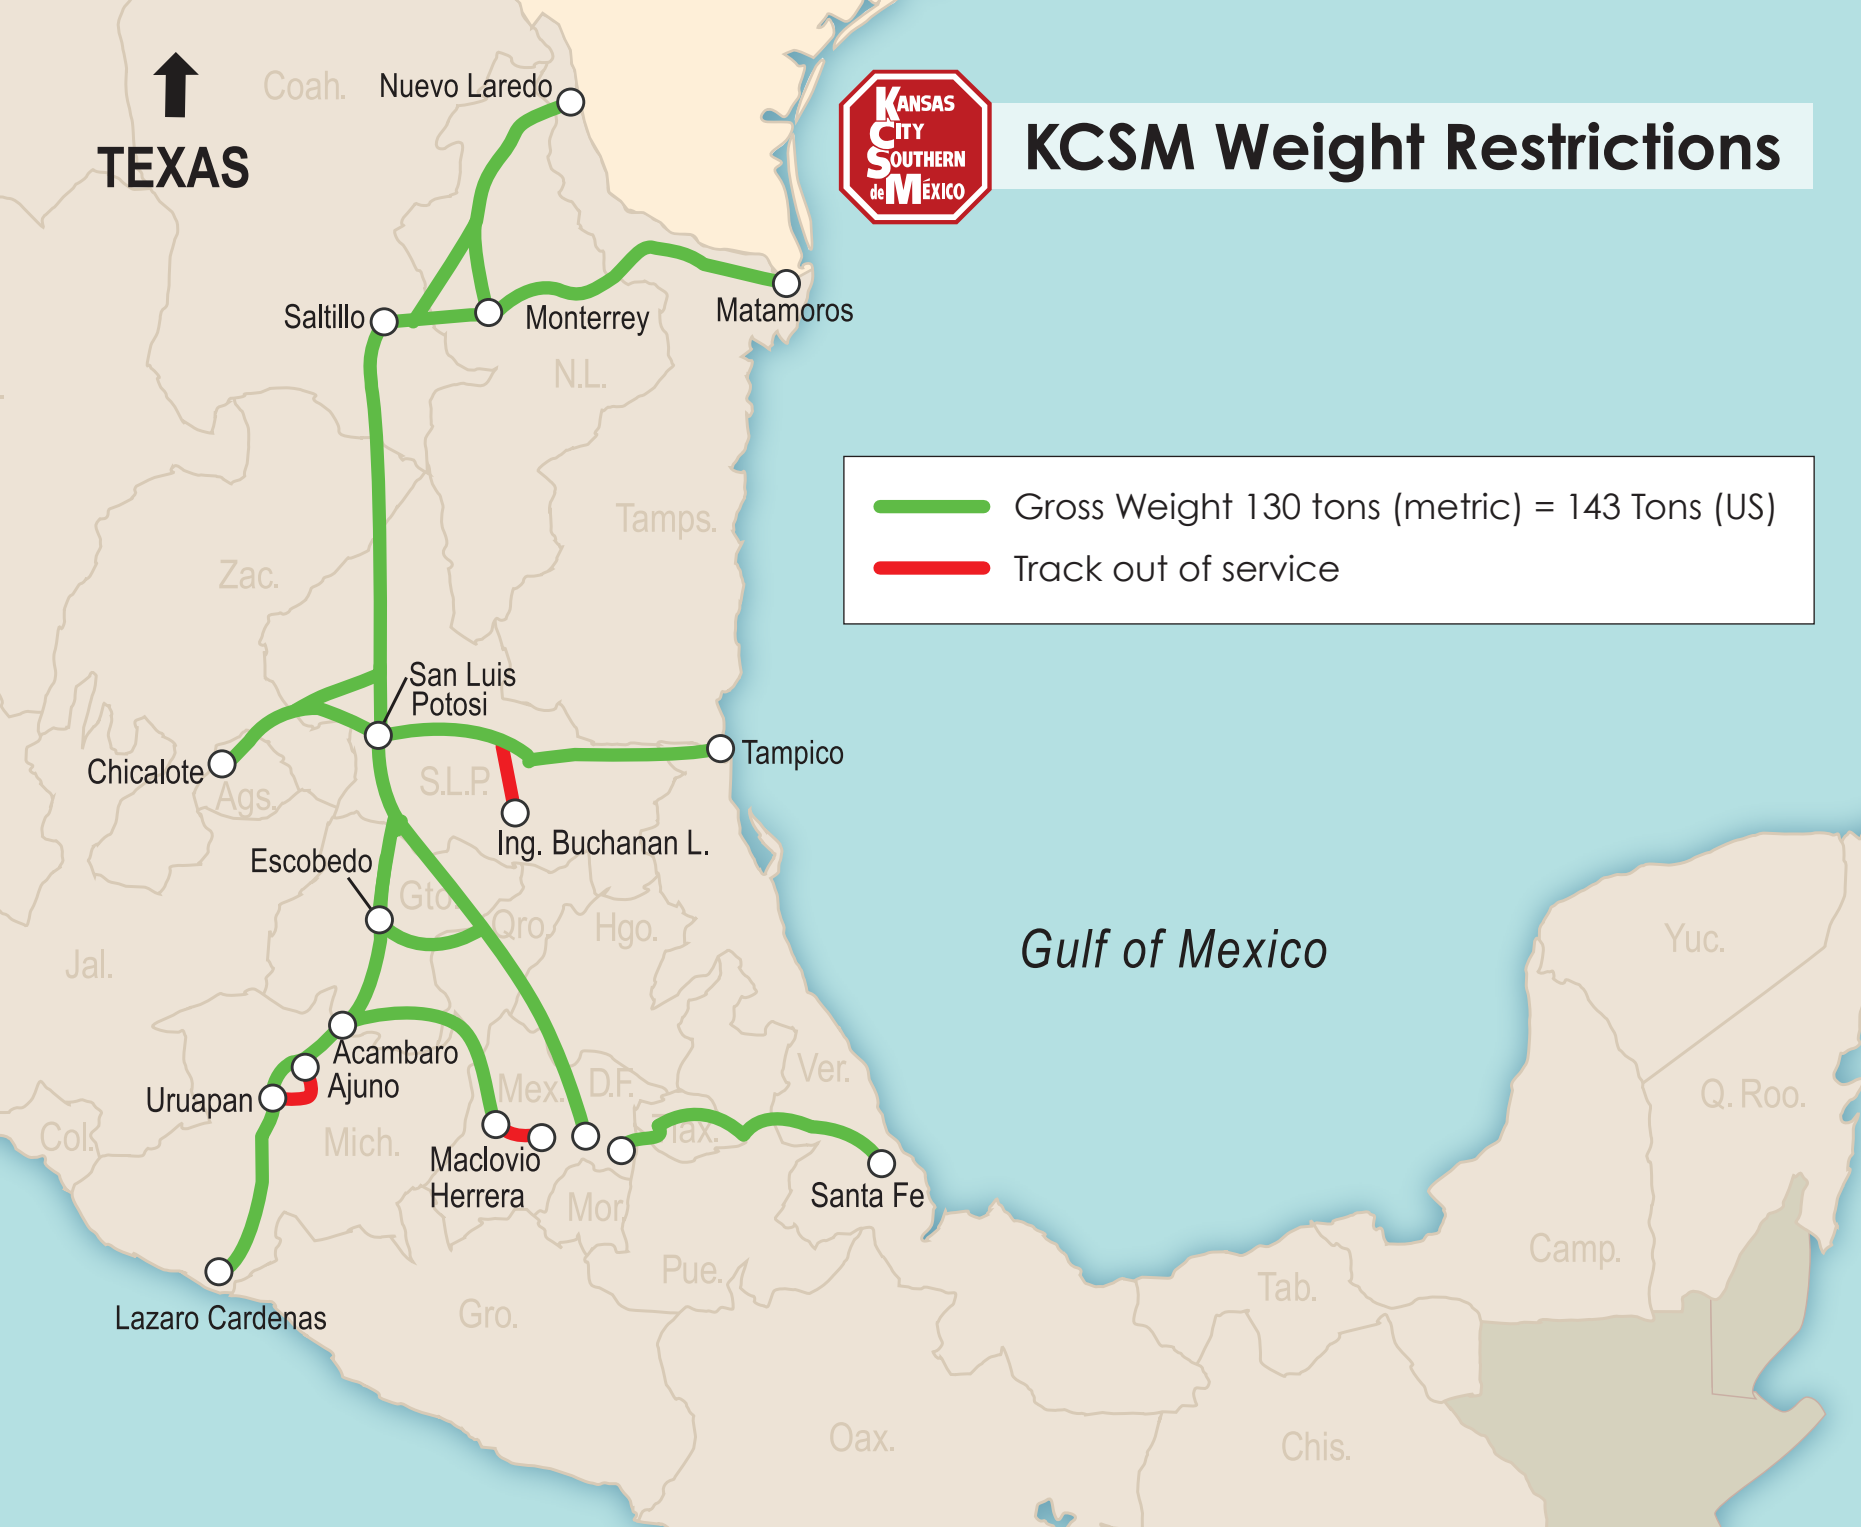 TEXAS
Coah.
Nuevo Laredo
KANSAS
CITY
SOUTHERN
de MÉXICO
KCSM Weight Restrictions
Saltillo
Monterrey
Matamoros
N.L.
Gross Weight 130 tons (metric) = 143 Tons (US)
Track out of service
Tamps.
Zac.
San Luis
Potosi
Chicalote
Tampico
Ags.
S.L.P.
Ing. Buchanan L.
Escobedo
Gto.
Qro.
Hgo.
Gulf of Mexico
Yuc.
Jal.
Acambaro
Ajuno
Uruapan
Mex.
D.F.
Ver.
Q. Roo.
Col.
Mich.
Tlax.
Maclovio
Herrera
Santa Fe
Mor.
Pue.
Camp.
Tab.
Lazaro Cardenas
Gro.
Oax.
Chis.